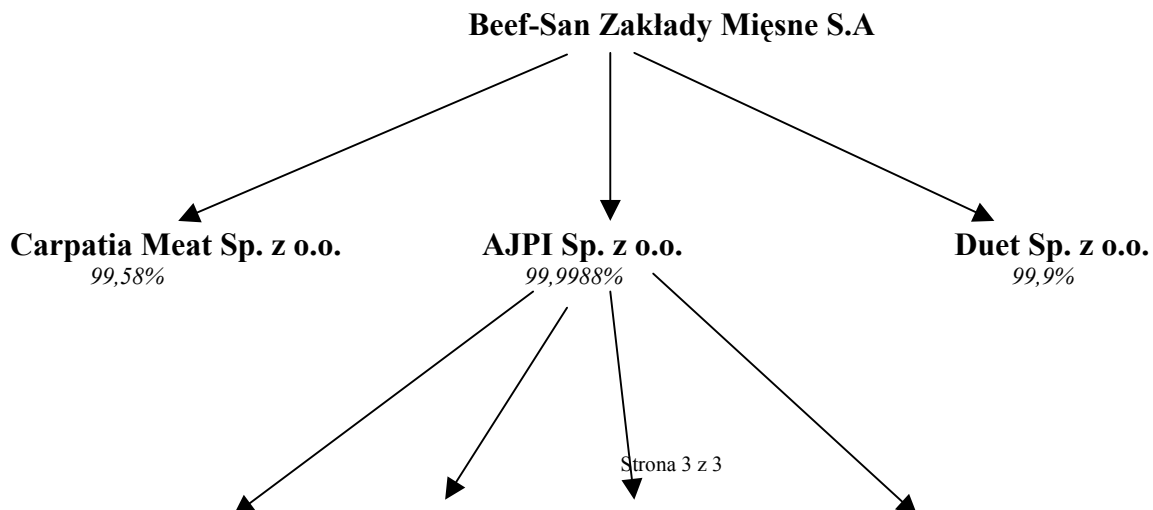 Beef-San Zakłady Mięsne S.A
Carpatia Meat Sp. z o.o.
99,58%
AJPI Sp. z o.o.
99,9988%
Duet Sp. z o.o.
99,9%
Strona 3 z 3